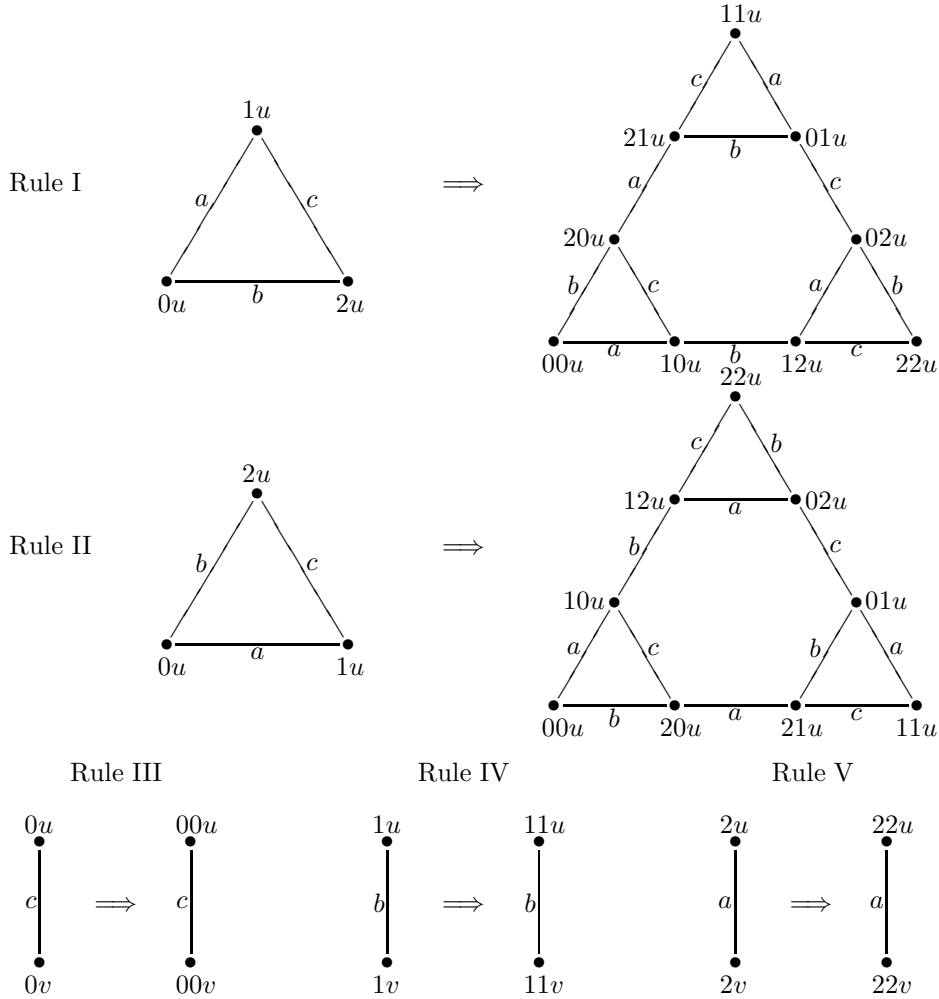 11u
c a
21u 01u
b
1u
Rule I a c ⟹ a c
20u 02u
b c a b
0u b 2u
00u a 10u b 12u c 22u
22u
c b
12u 02u
a
2u
Rule II b c ⟹ b c
10u 01u
a c b a
0u a 1u
00u b 20u a 21u c 11u
Rule III Rule IV Rule V
0u 00u 1u 11u 2u 22u
c ⟹ c b ⟹ b a ⟹ a
0v 00v 1v 11v 2v 22v